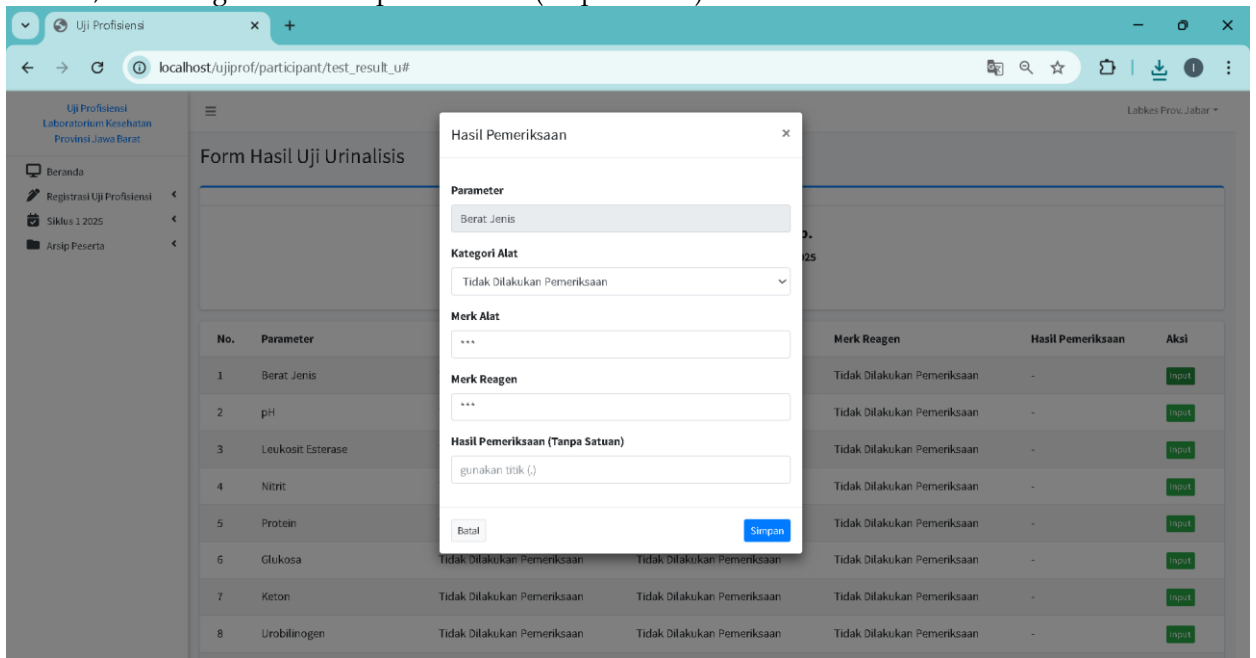 Uji Profisiensi
localhost/ujiprof/participant/test_result_u#
Uji Profisiensi
Laboratorium Kesehatan
Provinsi Jawa Barat
Labkes Prov. Jabar
Beranda
Registrasi Uji Profisiensi
Siklus 1 2025
Arsip Peserta
Form Hasil Uji Urinalisis
Hasil Pemeriksaan ×
Parameter
Berat Jenis
Kategori Alat
Tidak Dilakukan Pemeriksaan
Merk Alat
***
Merk Reagen
***
Hasil Pemeriksaan (Tanpa Satuan)
gunakan titik (.)
Batal Simpan
No. Parameter Merk Reagen Hasil Pemeriksaan Aksi
1 Berat Jenis Tidak Dilakukan Pemeriksaan - Input
2 pH Tidak Dilakukan Pemeriksaan - Input
3 Leukosit Esterase Tidak Dilakukan Pemeriksaan - Input
4 Nitrit Tidak Dilakukan Pemeriksaan - Input
5 Protein Tidak Dilakukan Pemeriksaan - Input
6 Glukosa Tidak Dilakukan Pemeriksaan Tidak Dilakukan Pemeriksaan Tidak Dilakukan Pemeriksaan - Input
7 Keton Tidak Dilakukan Pemeriksaan Tidak Dilakukan Pemeriksaan Tidak Dilakukan Pemeriksaan - Input
8 Urobilinogen Tidak Dilakukan Pemeriksaan Tidak Dilakukan Pemeriksaan Tidak Dilakukan Pemeriksaan - Input